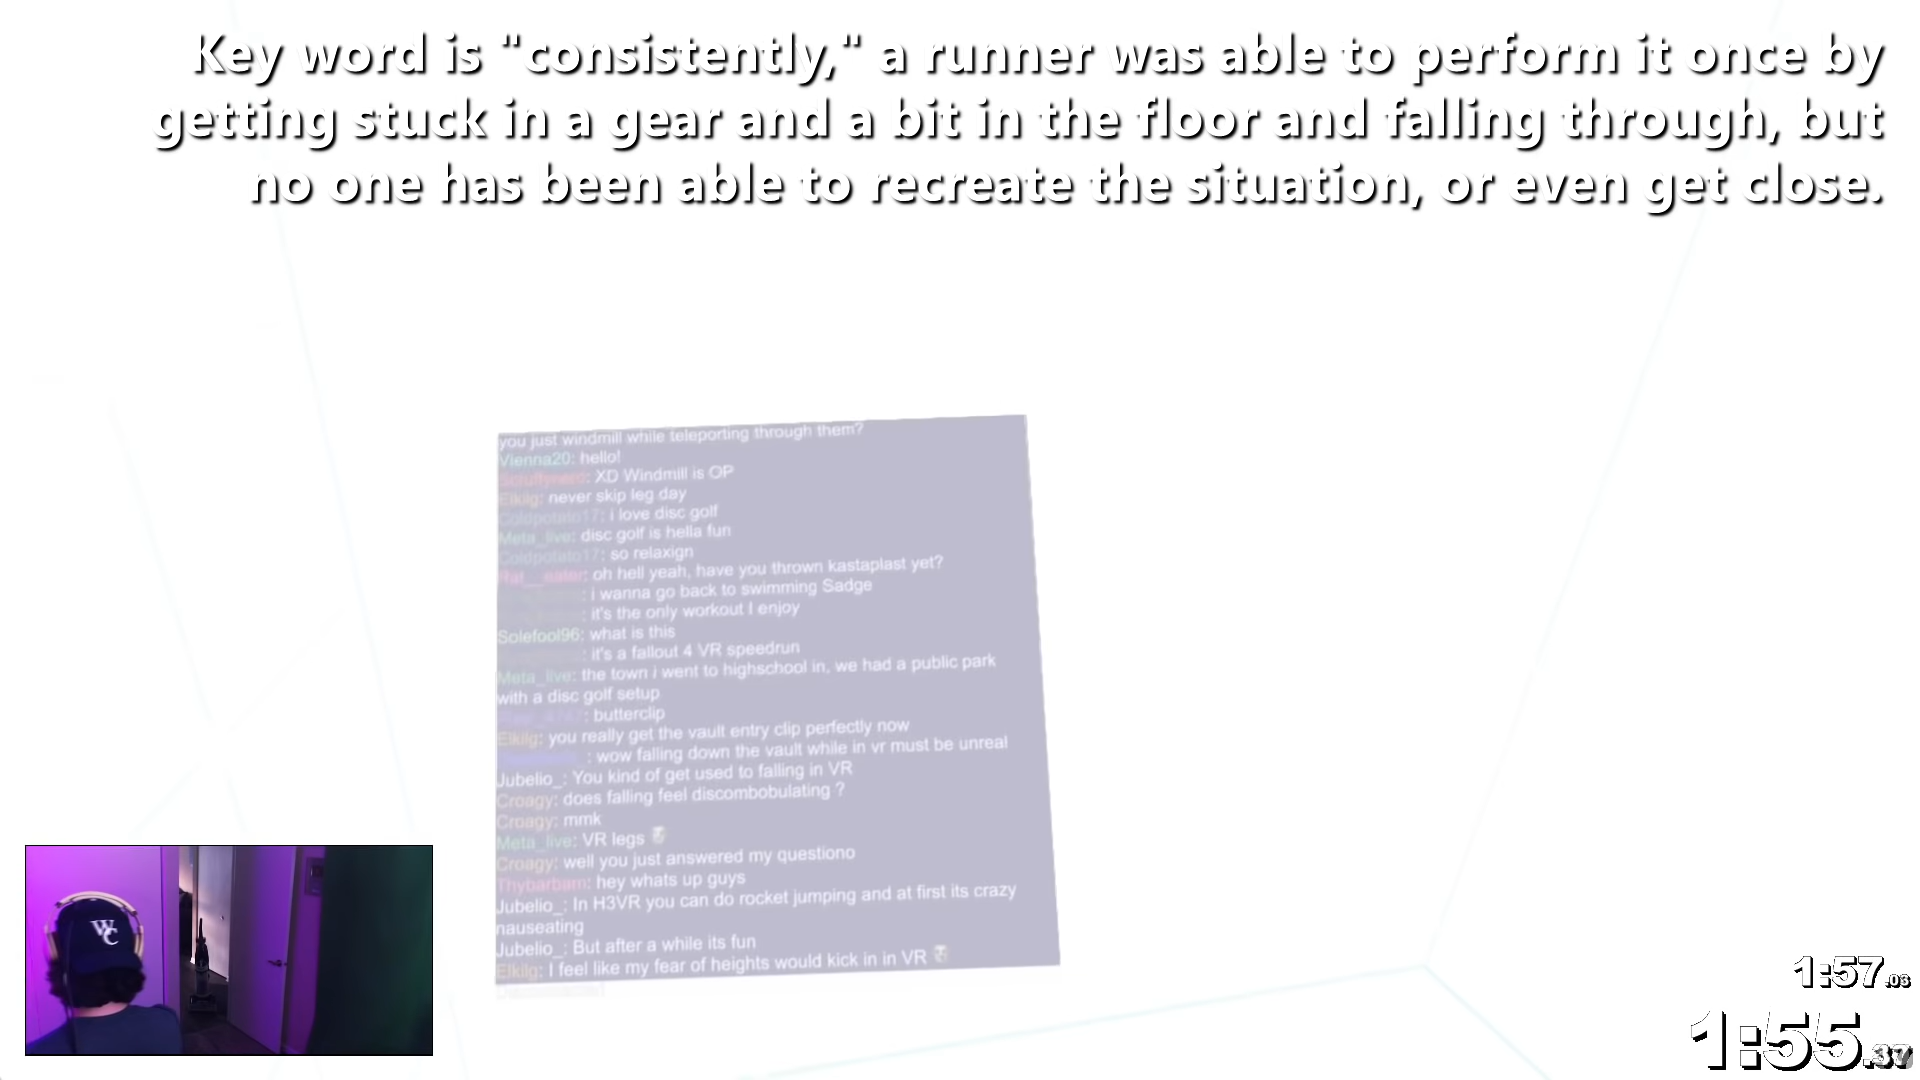 Key word is "consistently," a runner was able to perform it once by
getting stuck in a gear and a bit in the floor and falling through, but
no one has been able to recreate the situation, or even get close.
you just windmill while teleporting through them?
Vienna20: hello!
: XD Windmill is OP
Elkilg: never skip leg day
Coldpotato17: i love disc golf
Meta_live: disc golf is hella fun
Coldpotato17: so relaxign
Rat__eater: oh hell yeah, have you thrown kastaplast yet?
: i wanna go back to swimming Sadge
: it's the only workout I enjoy
Solefool96: what is this
: it's a fallout 4 VR speedrun
Meta_live: the town i went to highschool in, we had a public park
with a disc golf setup
: butterclip
Elkilg: you really get the vault entry clip perfectly now
: wow falling down the vault while in vr must be unreal
Jubelio_: You kind of get used to falling in VR
Croagy: does falling feel discombobulating ?
Croagy: mmk
Meta_live: VR legs
Croagy: well you just answered my questiono
Thybarbarn: hey whats up guys
Jubelio_: In H3VR you can do rocket jumping and at first its crazy
nauseating
Jubelio_: But after a while its fun
Elkilg: I feel like my fear of heights would kick in in VR
WC
1:57.03
1:55.37